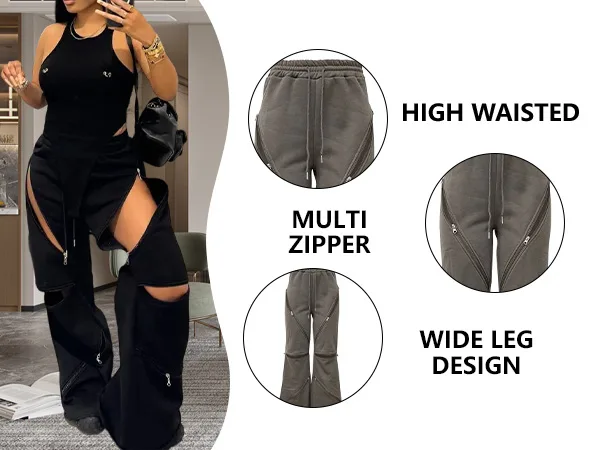 HIGH WAISTED
MULTI
ZIPPER
WIDE LEG
DESIGN